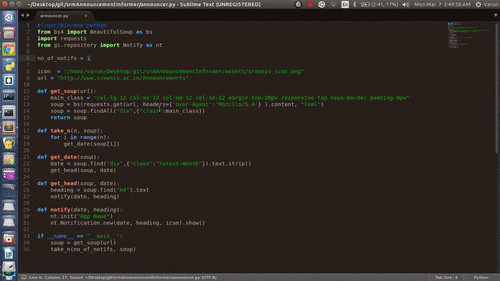 announcer.py - ~/Desktop/git/srmAnnouncementInformer/announcer.py - Sublime Text (UNREGISTERED)
(2:41, 17%) Mon Mar 7 3:49:58 AM
announcer.py
1 #!/usr/bin/env python
2 from bs4 import BeautifulSoup as bs
3 import requests
4 from gi.repository import Notify as nt
5
6 no_of_notifs = 1
7
8 icon = "/home/varun/Desktop/git/srmAnnouncementInformer/assets/srmuniv_icon.png"
9 url = "http://www.srmuniv.ac.in/Announcements"
10
11 def get_soup(url):
12 main_class = "col-lg-12 col-xs-12 col-md-12 col-sm-12 margin-top-20px responsive-top news-border padding-0px"
13 soup = bs(requests.get(url, headers={'User-Agent':'Mozilla/5.0'} ).content, "lxml")
14 soup = soup.findAll("div",{"class":main_class})
15 return soup
16
17 def take_n(n, soup):
18 for i in range(n):
19 get_date(soup[i])
20
21 def get_date(soup):
22 date = soup.find("div",{"class":"latest-month"}).text.strip()
23 get_head(soup, date)
24
25 def get_head(soup, date):
26 heading = soup.find("h4").text
27 notify(date, heading)
28
29 def notify(date, heading):
30 nt.init("App Name")
31 nt.Notification.new(date, heading, icon).show()
32
33 if __name__ == "__main__":
34 soup = get_soup(url)
35 take_n(no_of_notifs, soup)
Line 6, Column 17; Saved ~/Desktop/git/srmAnnouncementInformer/announcer.py (UTF-8) Tab Size: 4 Python